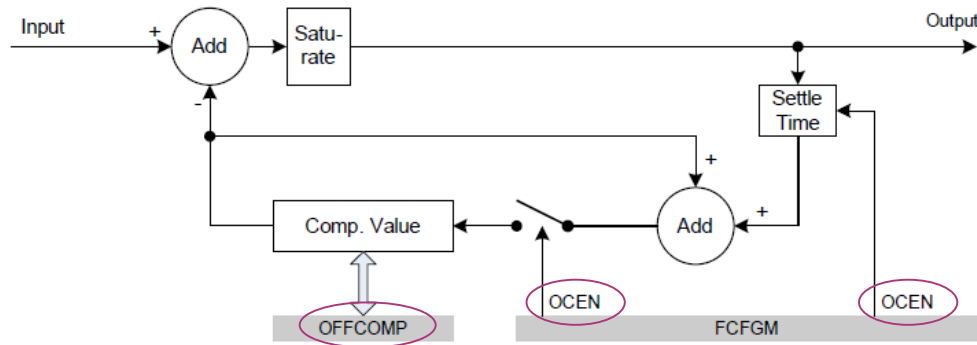 Input
Output
+
Add
Satu-
rate
-
Settle
Time
+
+
Comp. Value
Add
OCEN
OCEN
OFFCOMP
FCFGM